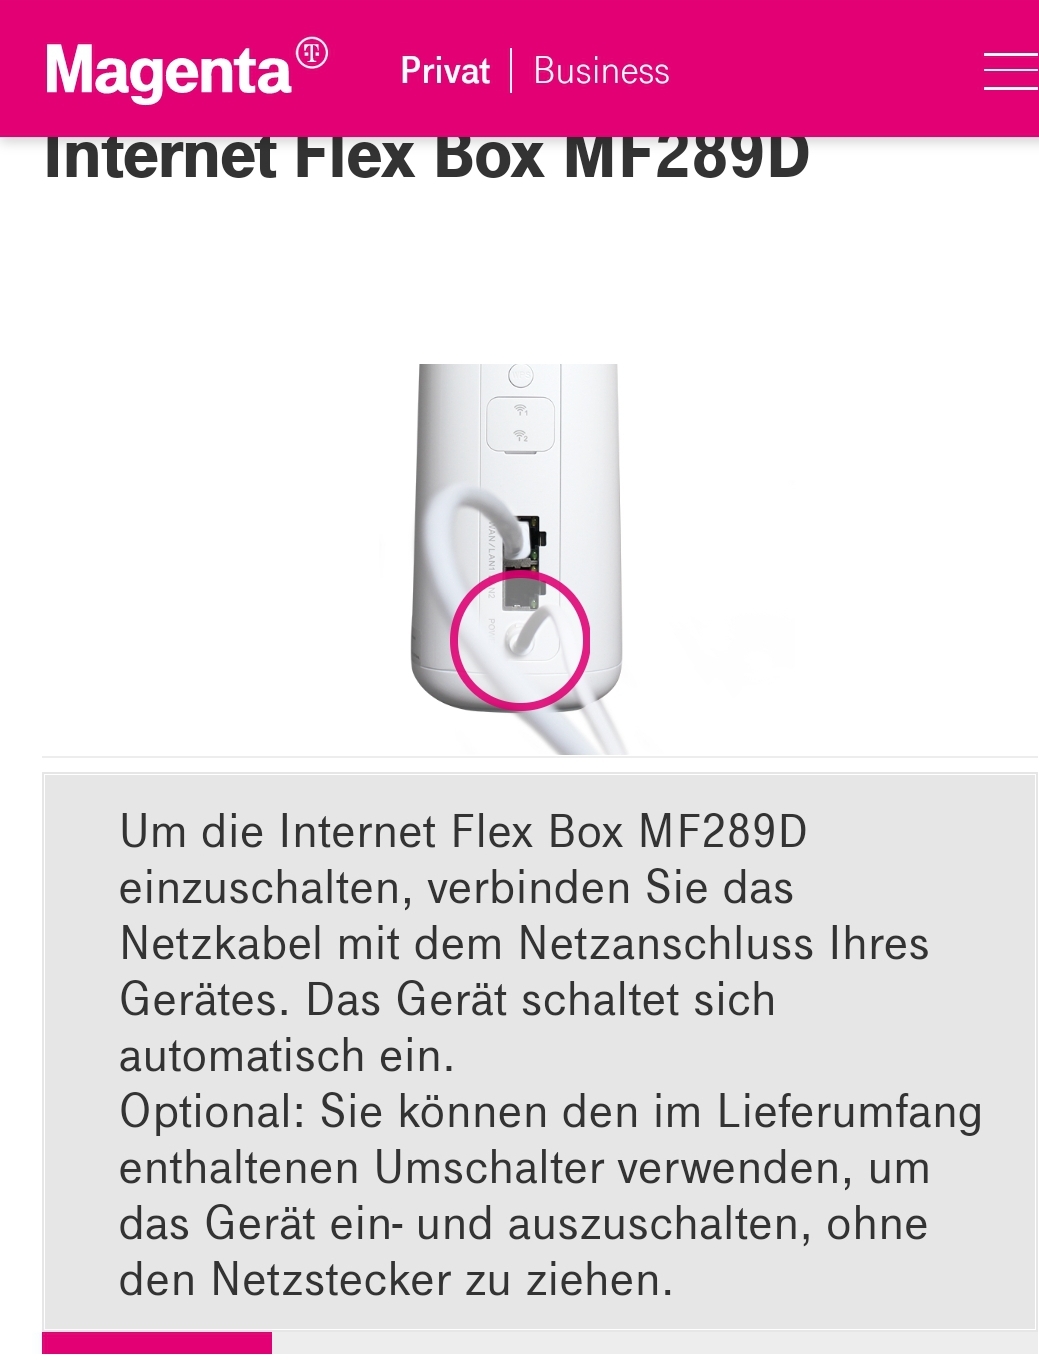 Magenta
T
Privat | Business
Internet Flex Box MF289D
1
2
WAN/LAN1
Um die Internet Flex Box MF289D
einzuschalten, verbinden Sie das
Netzkabel mit dem Netzanschluss Ihres
Gerätes. Das Gerät schaltet sich
automatisch ein.
Optional: Sie können den im Lieferumfang
enthaltenen Umschalter verwenden, um
das Gerät ein- und auszuschalten, ohne
den Netzstecker zu ziehen.